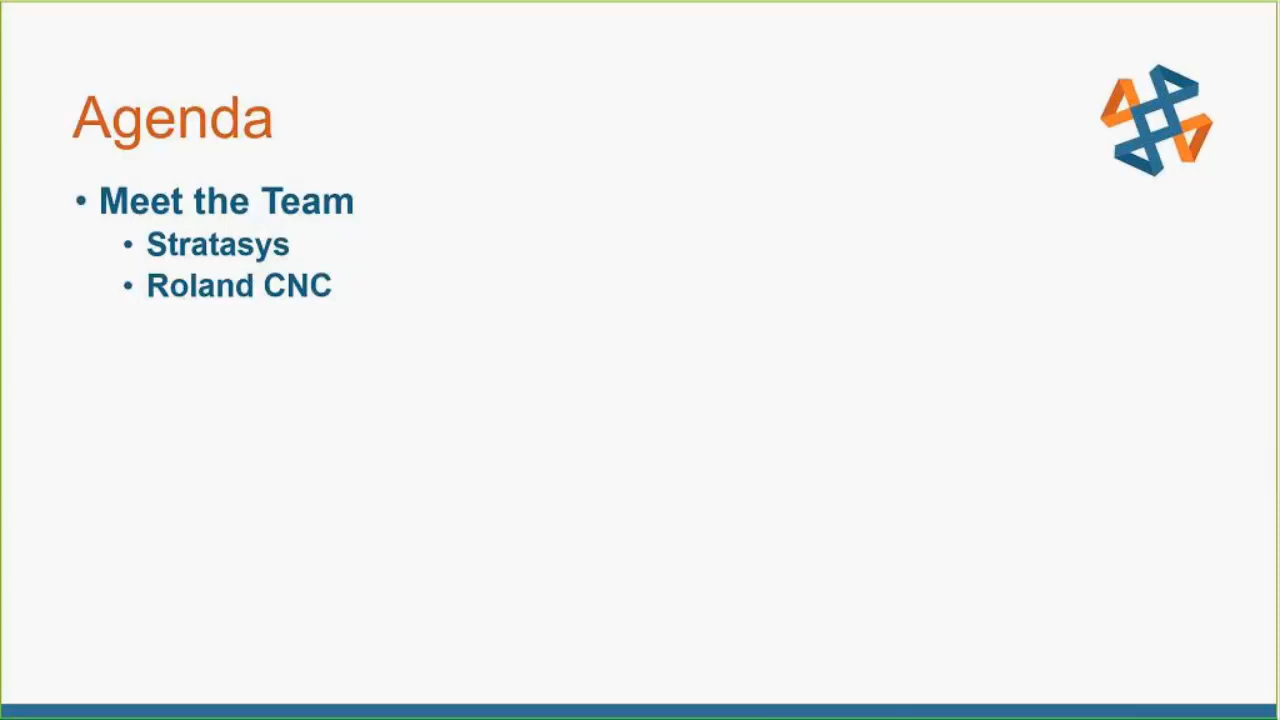 Agenda
• Meet the Team
• Stratasys
• Roland CNC